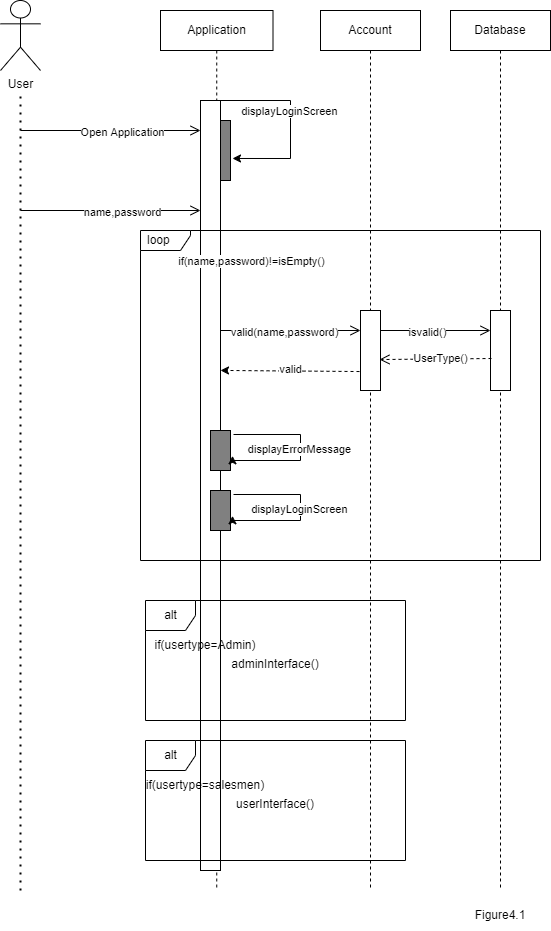 Application
Account
Database
User
displayLoginScreen
Open Application
name,password
loop
if(name,password)!=isEmpty()
valid(name,password)
isvalid()
UserType()
valid
displayErrorMessage
displayLoginScreen
alt
if(usertype=Admin)
adminInterface()
alt
if(usertype=salesmen)
userInterface()
Figure4.1